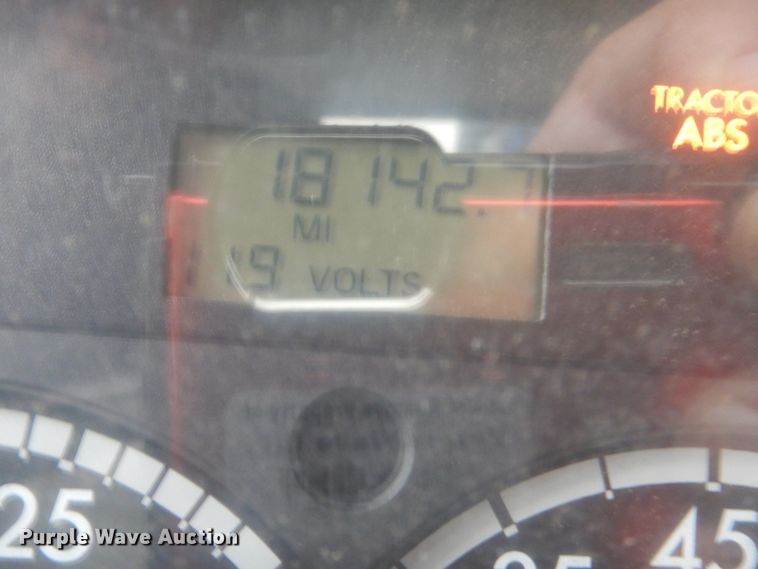 TRACTO
ABS
18142.7
MI
VOLTS
25
45
Purple Wave Auction